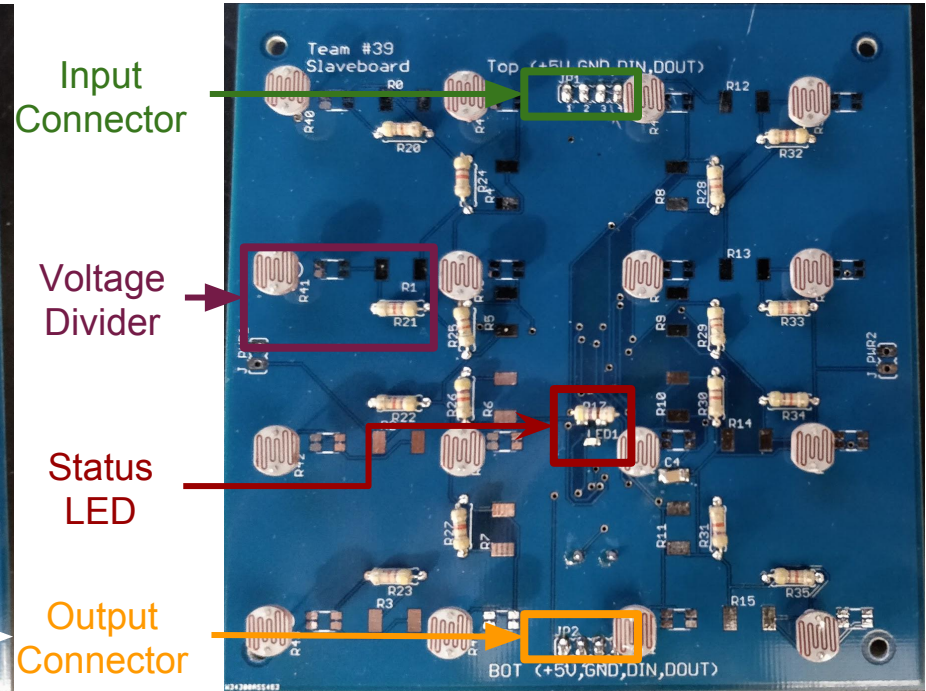 Team #39
Slaveboard
Top (+5V,GND,DIN,DOUT)
Input
Connector
JP1
1 2 3
R0
R12
R40
R20
R32
R24
R4
R8
R28
Voltage
Divider
R41
R1
R13
R21
R25
R5
R9
R29
R33
J_PWR2
R22
R26
R6
R10
R30
R34
R17
LED1
R14
Status
LED
R42
C4
R27
R7
R11
R31
R23
R3
R35
R15
Output
Connector
JP2
BOT (+5V,GND,DIN,DOUT)